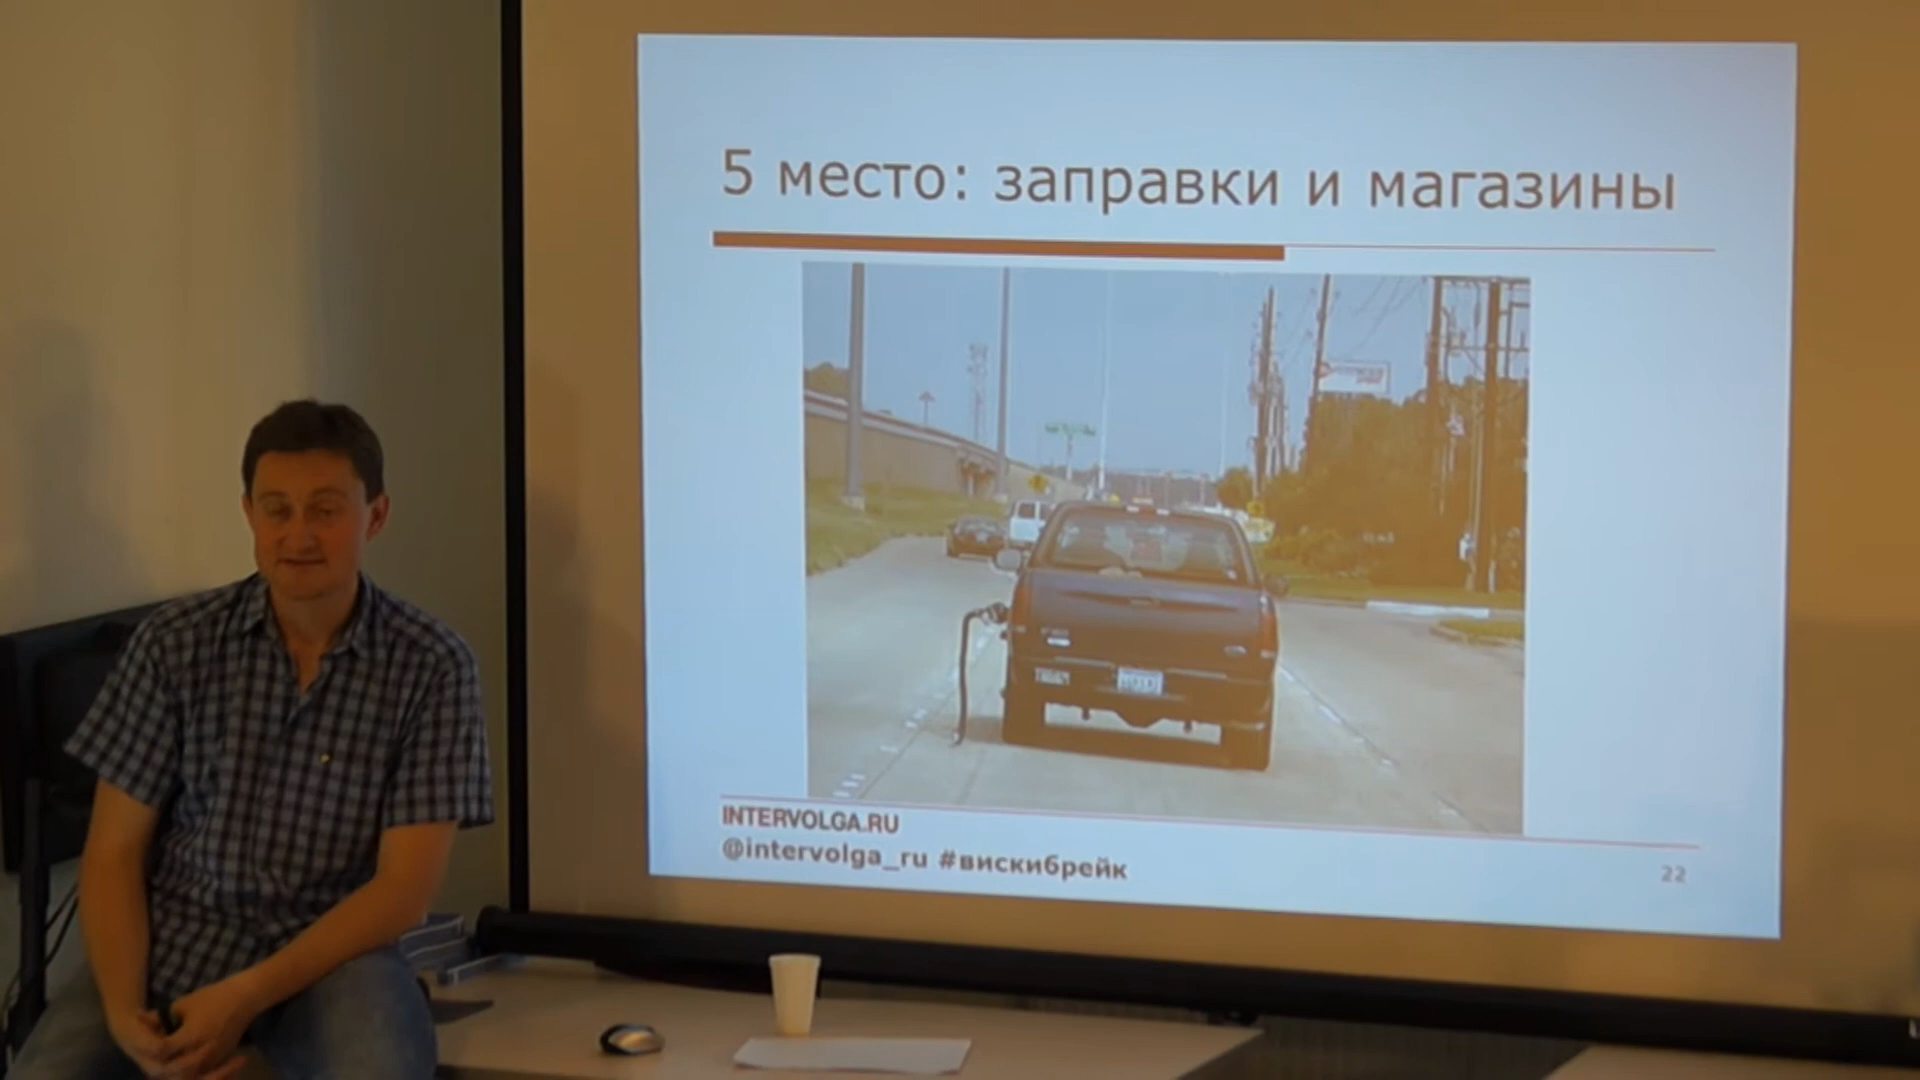 5 место: заправки и магазины
INTERVOLGA.RU
@intervolga_ru #вискибрейк
22